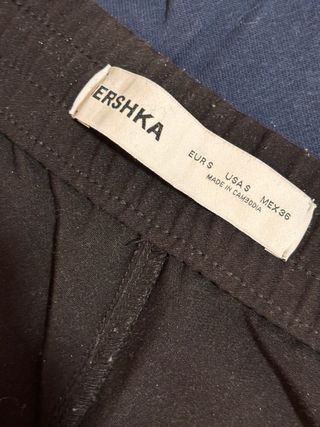 ERSHKA
EUR S USA S MEX 36
MADE IN CAMBODIA